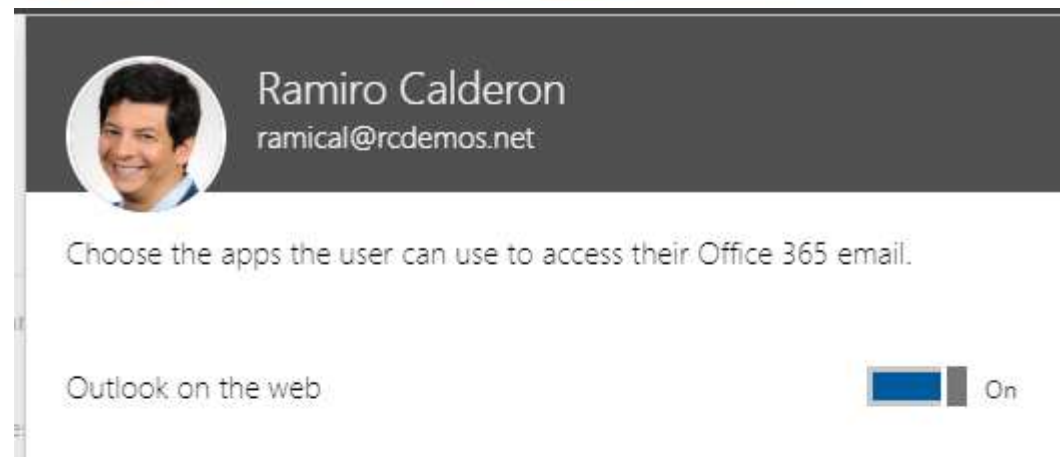 Ramiro Calderon
ramical@rcdemos.net
Choose the apps the user can use to access their Office 365 email.
Outlook on the web
On